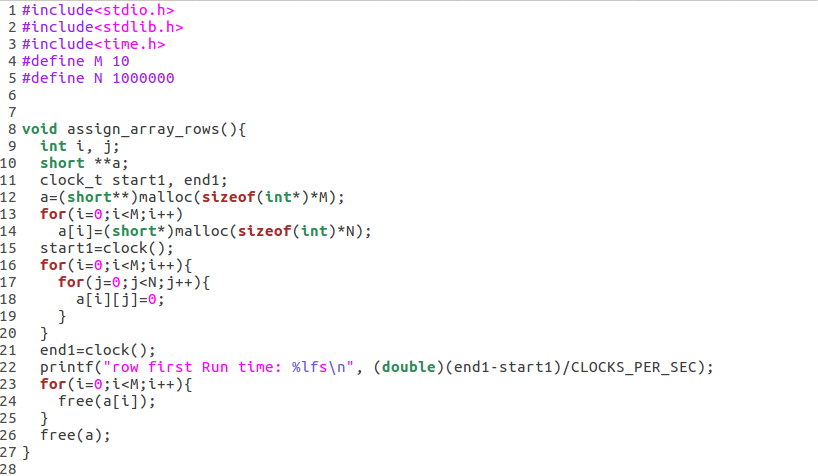 1 #include<stdio.h>
2 #include<stdlib.h>
3 #include<time.h>
4 #define M 10
5 #define N 1000000
6
7
8 void assign_array_rows(){
9   int i, j;
10   short **a;
11   clock_t start1, end1;
12   a=(short**)malloc(sizeof(int*)*M);
13   for(i=0;i<M;i++)
14     a[i]=(short*)malloc(sizeof(int)*N);
15   start1=clock();
16   for(i=0;i<M;i++){
17     for(j=0;j<N;j++){
18       a[i][j]=0;
19     }
20   }
21   end1=clock();
22   printf("row first Run time: %lfs\n", (double)(end1-start1)/CLOCKS_PER_SEC);
23   for(i=0;i<M;i++){
24     free(a[i]);
25   }
26   free(a);
27 }
28